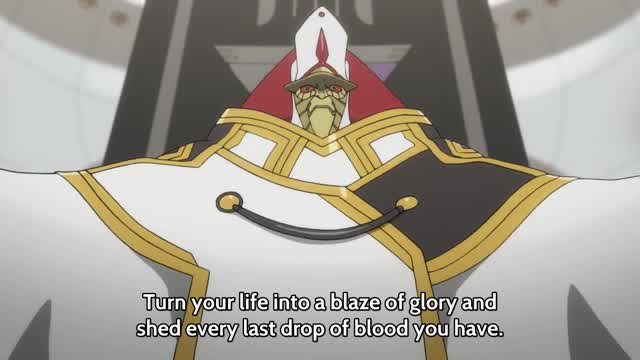 Turn your life into a blaze of glory and
shed every last drop of blood you have.